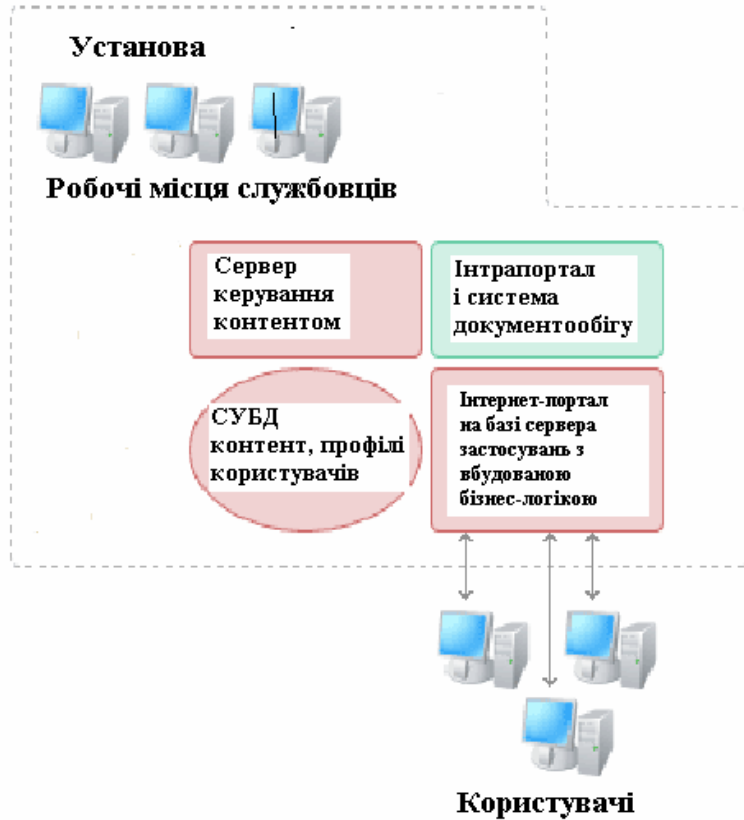 Установа
Робочі місця службовців
Сервер
керування
контентом
Інтрапортал
і система
документообігу
СУБД
контент, профілі
користувачів
Інтернет-портал
на базі сервера
застосувань з
вбудованою
бізнес-логікою
Користувачі